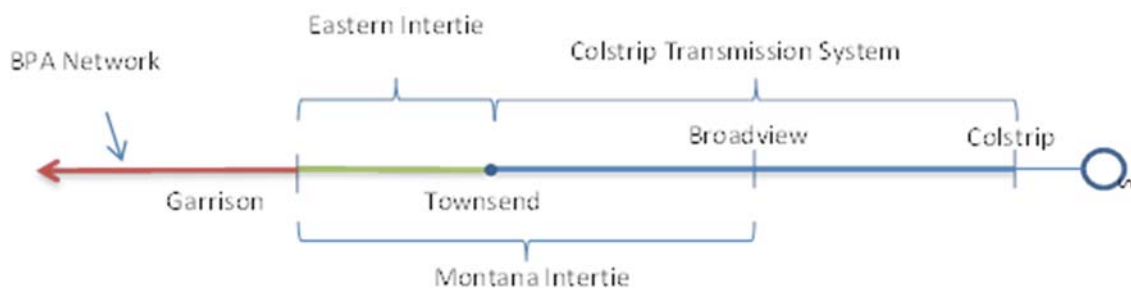 Eastern Intertie
Colstrip Transmission System
BPA Network
Broadview
Colstrip
Garrison
Townsend
Montana Intertie